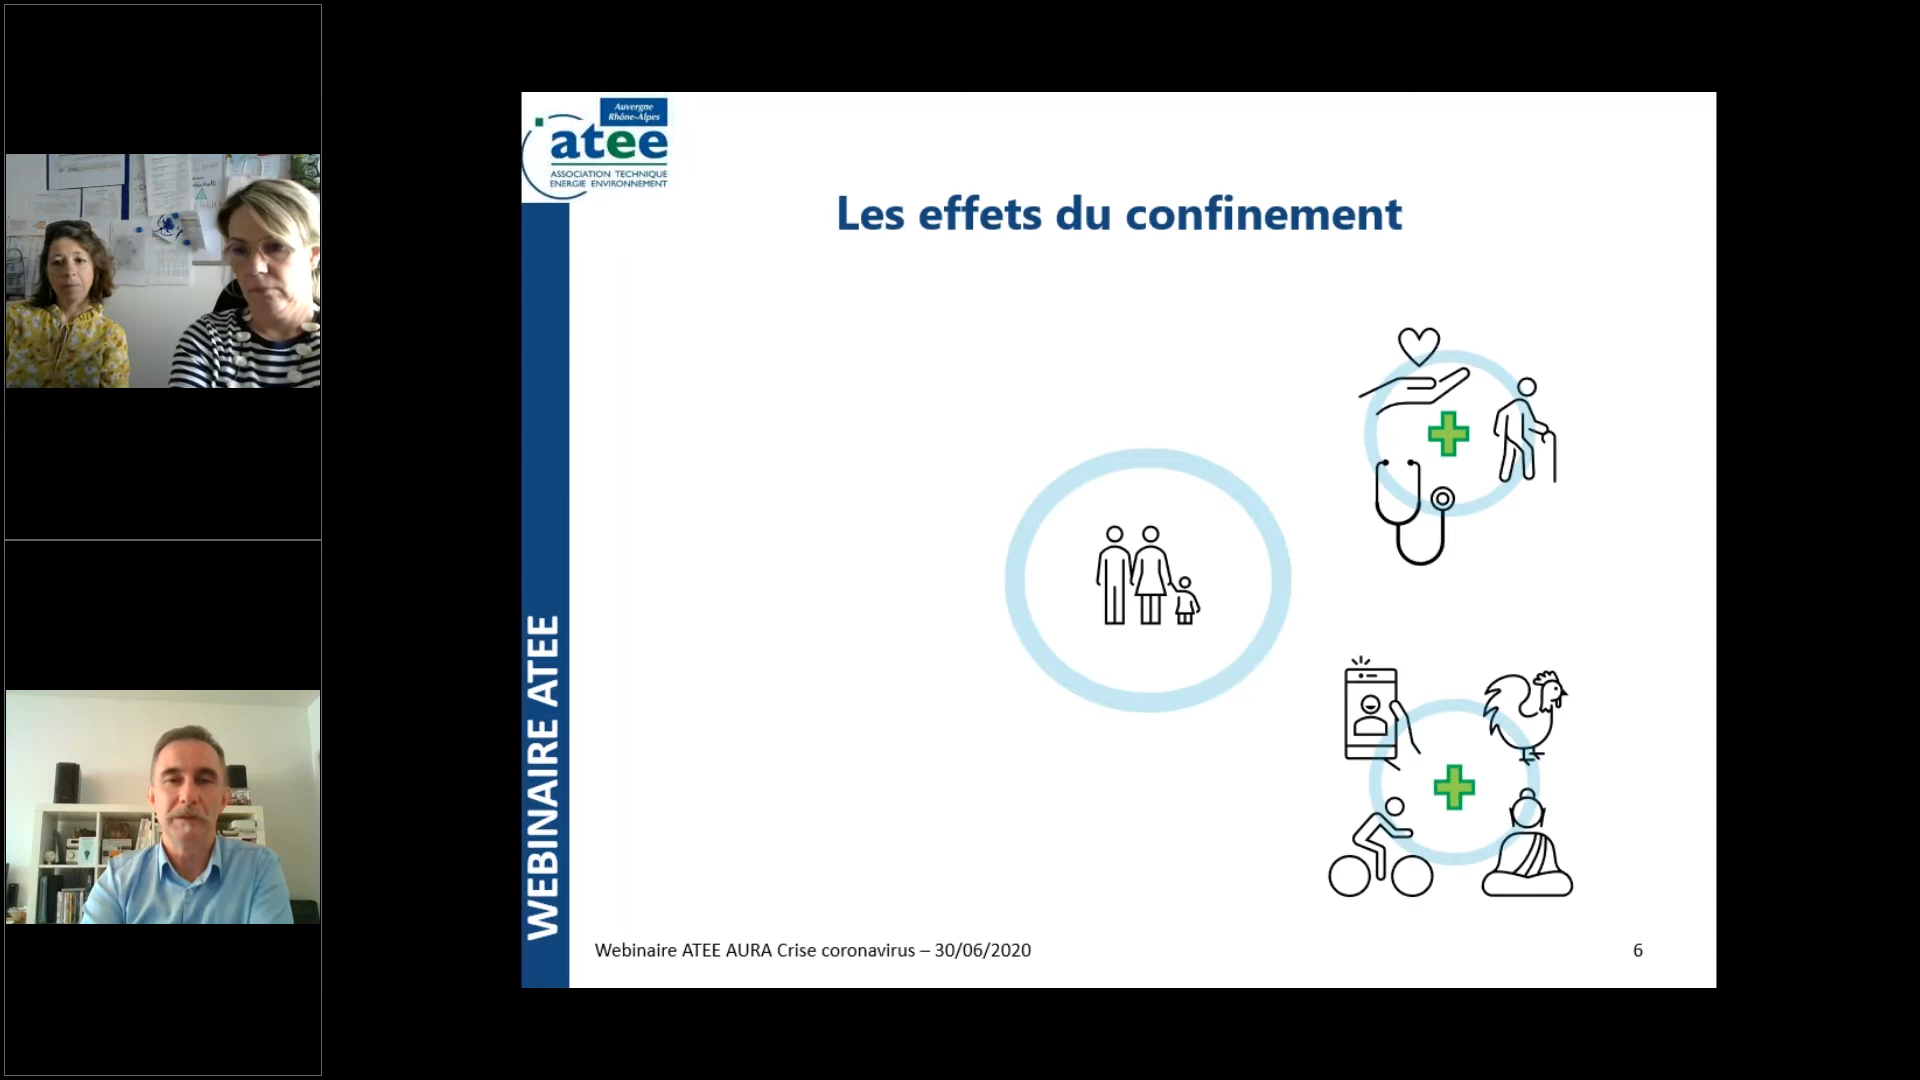 Auvergne
Rhône-Alpes
atee
ASSOCIATION TECHNIQUE
ENERGIE ENVIRONNEMENT
Les effets du confinement
WEBINAIRE ATEE
Webinaire ATEE AURA Crise coronavirus – 30/06/2020
6